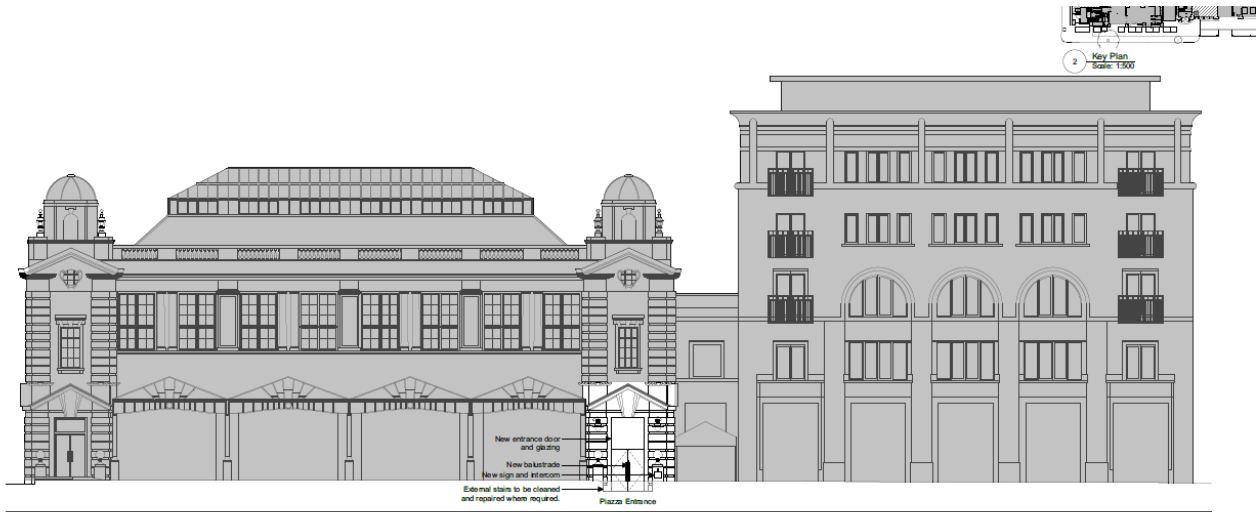 2
Key Plan
Scale: 1:500
New entrance door
and glazing
New balustrade
New sign and intercom
External stairs to be cleaned
and repaired where required.
Piazza Entrance